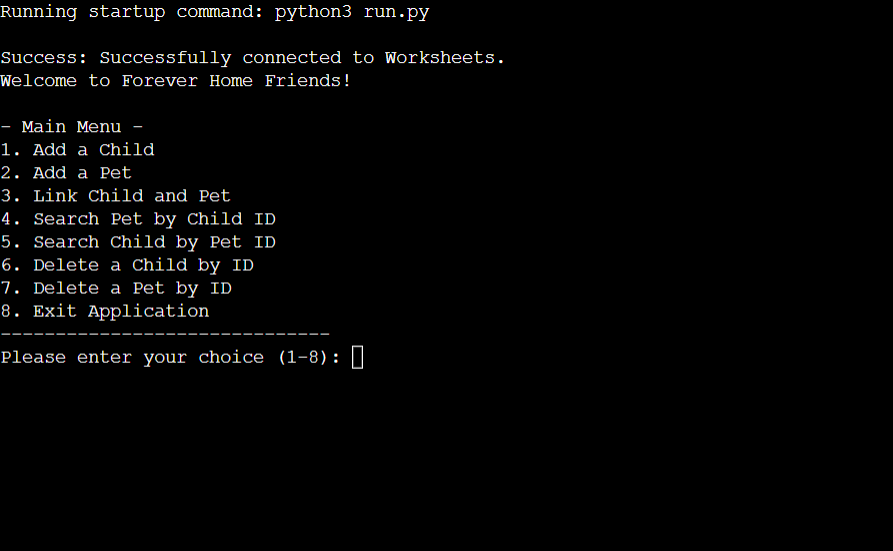 Running startup command: python3 run.py
Success: Successfully connected to Worksheets.
Welcome to Forever Home Friends!
- Main Menu -
1. Add a Child
2. Add a Pet
3. Link Child and Pet
4. Search Pet by Child ID
5. Search Child by Pet ID
6. Delete a Child by ID
7. Delete a Pet by ID
8. Exit Application
------------------------------
Please enter your choice (1-8):